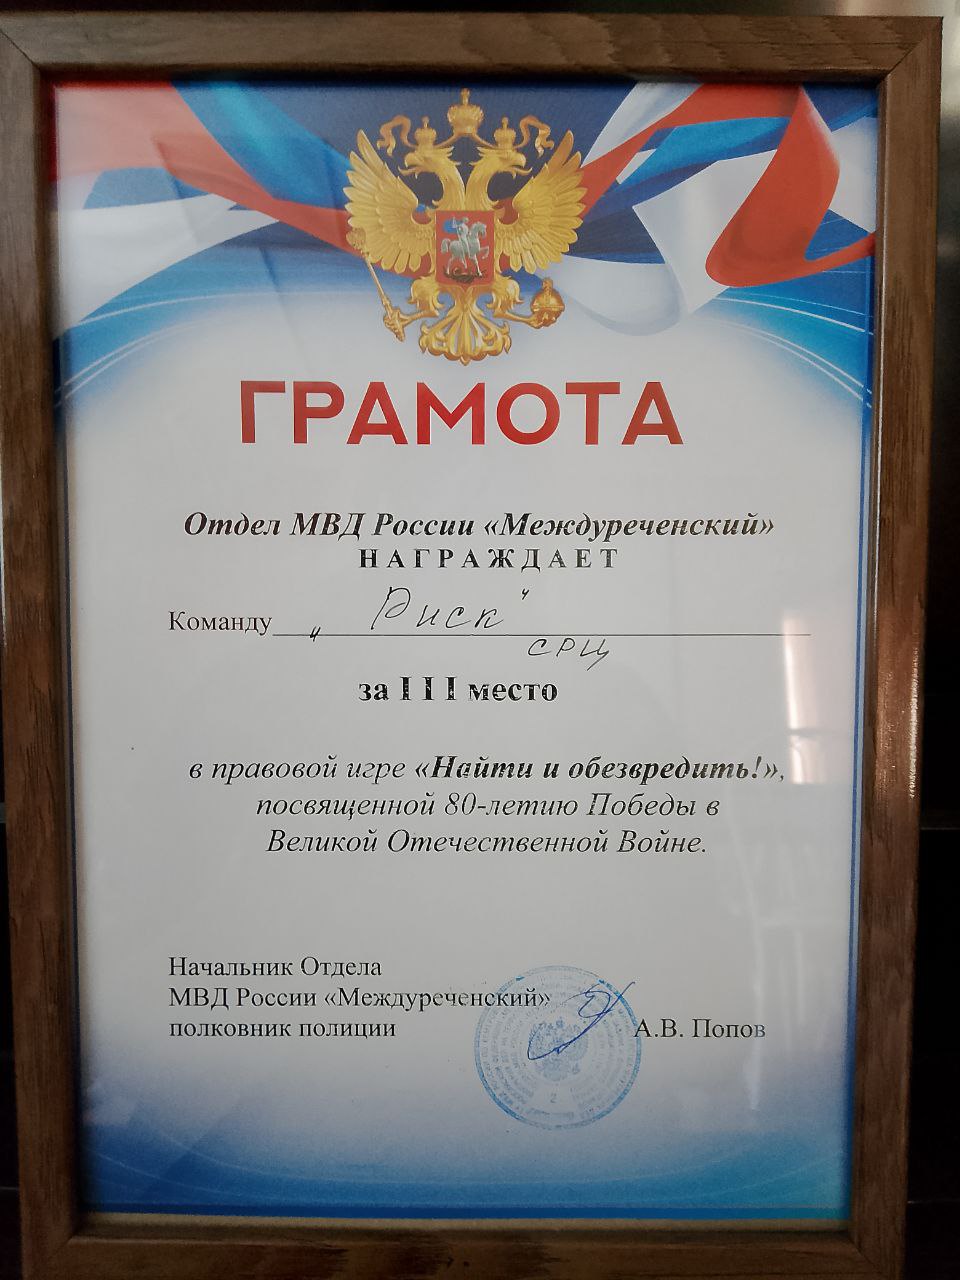 ГРАМОТА
Отдел МВД России «Междуреченский»
НАГРАЖДАЕТ
Команду „ Риск "
СРЦ
за III место
в правовой игре «Найти и обезвредить!»,
посвященной 80-летию Победы в
Великой Отечественной Войне.
Начальник Отдела
МВД России «Междуреченский»
полковник полиции А.В. Попов
2